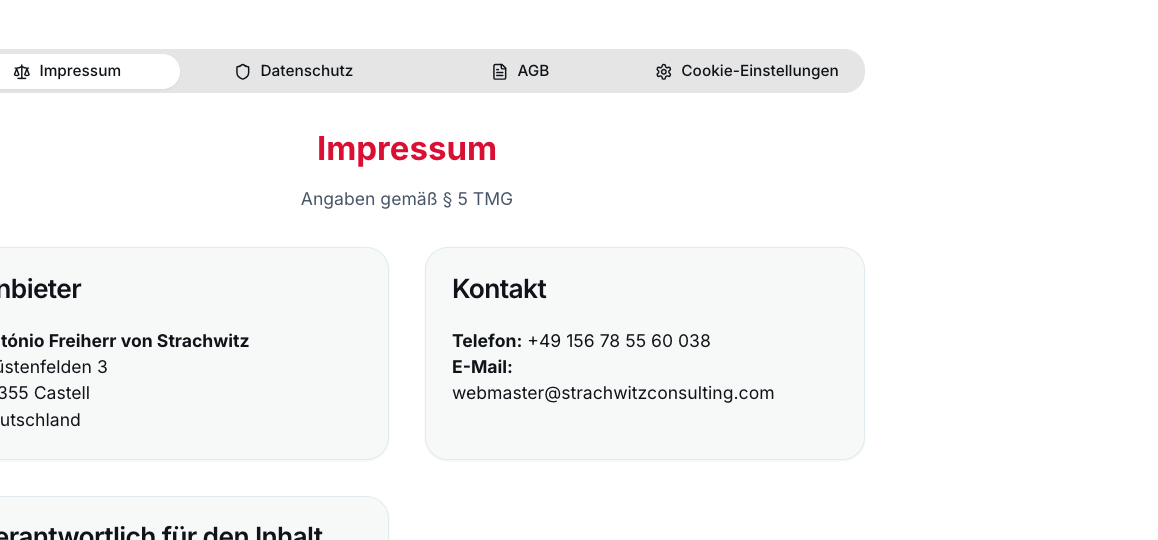 Impressum Datenschutz AGB Cookie-Einstellungen
Impressum
Angaben gemäß § 5 TMG
nbieter
tónio Freiherr von Strachwitz
üstenfelden 3
355 Castell
utschland
Kontakt
Telefon: +49 156 78 55 60 038
E-Mail:
webmaster@strachwitzconsulting.com
erantwortlich für den Inhalt